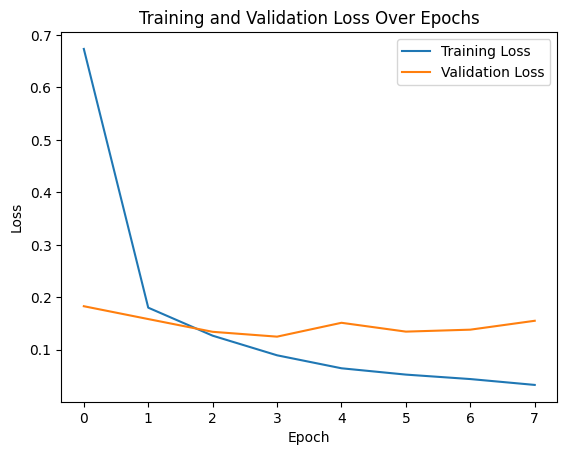 Training and Validation Loss Over Epochs
0.7
0.6
0.5
0.4
0.3
0.2
0.1
Loss
Training Loss
Validation Loss
0 1 2 3 4 5 6 7
Epoch